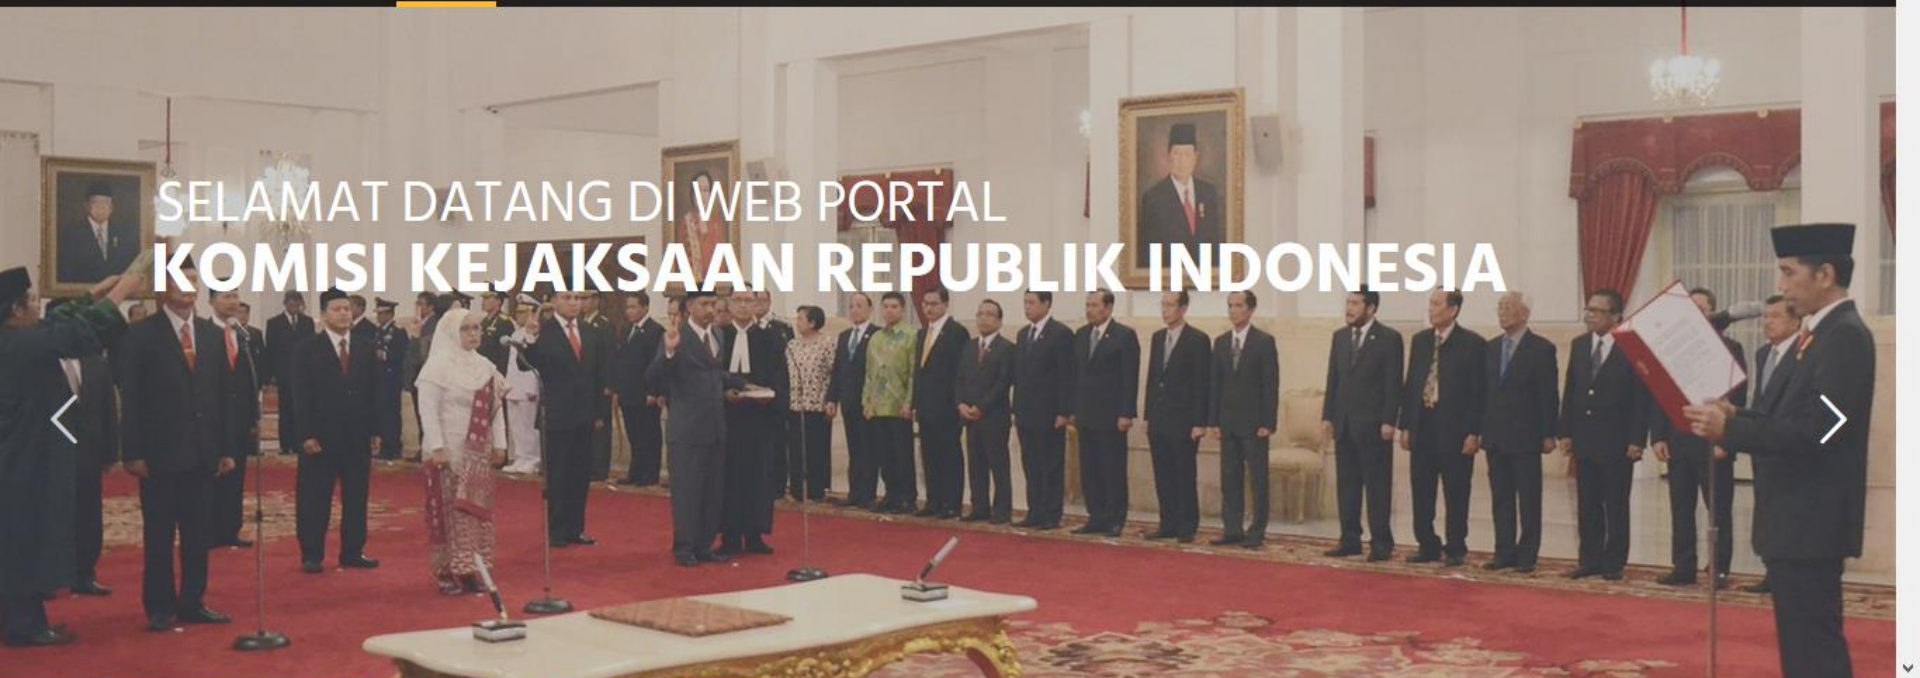 SELAMAT DATANG DI WEB PORTAL
KOMISI KEJAKSAAN REPUBLIK INDONESIA